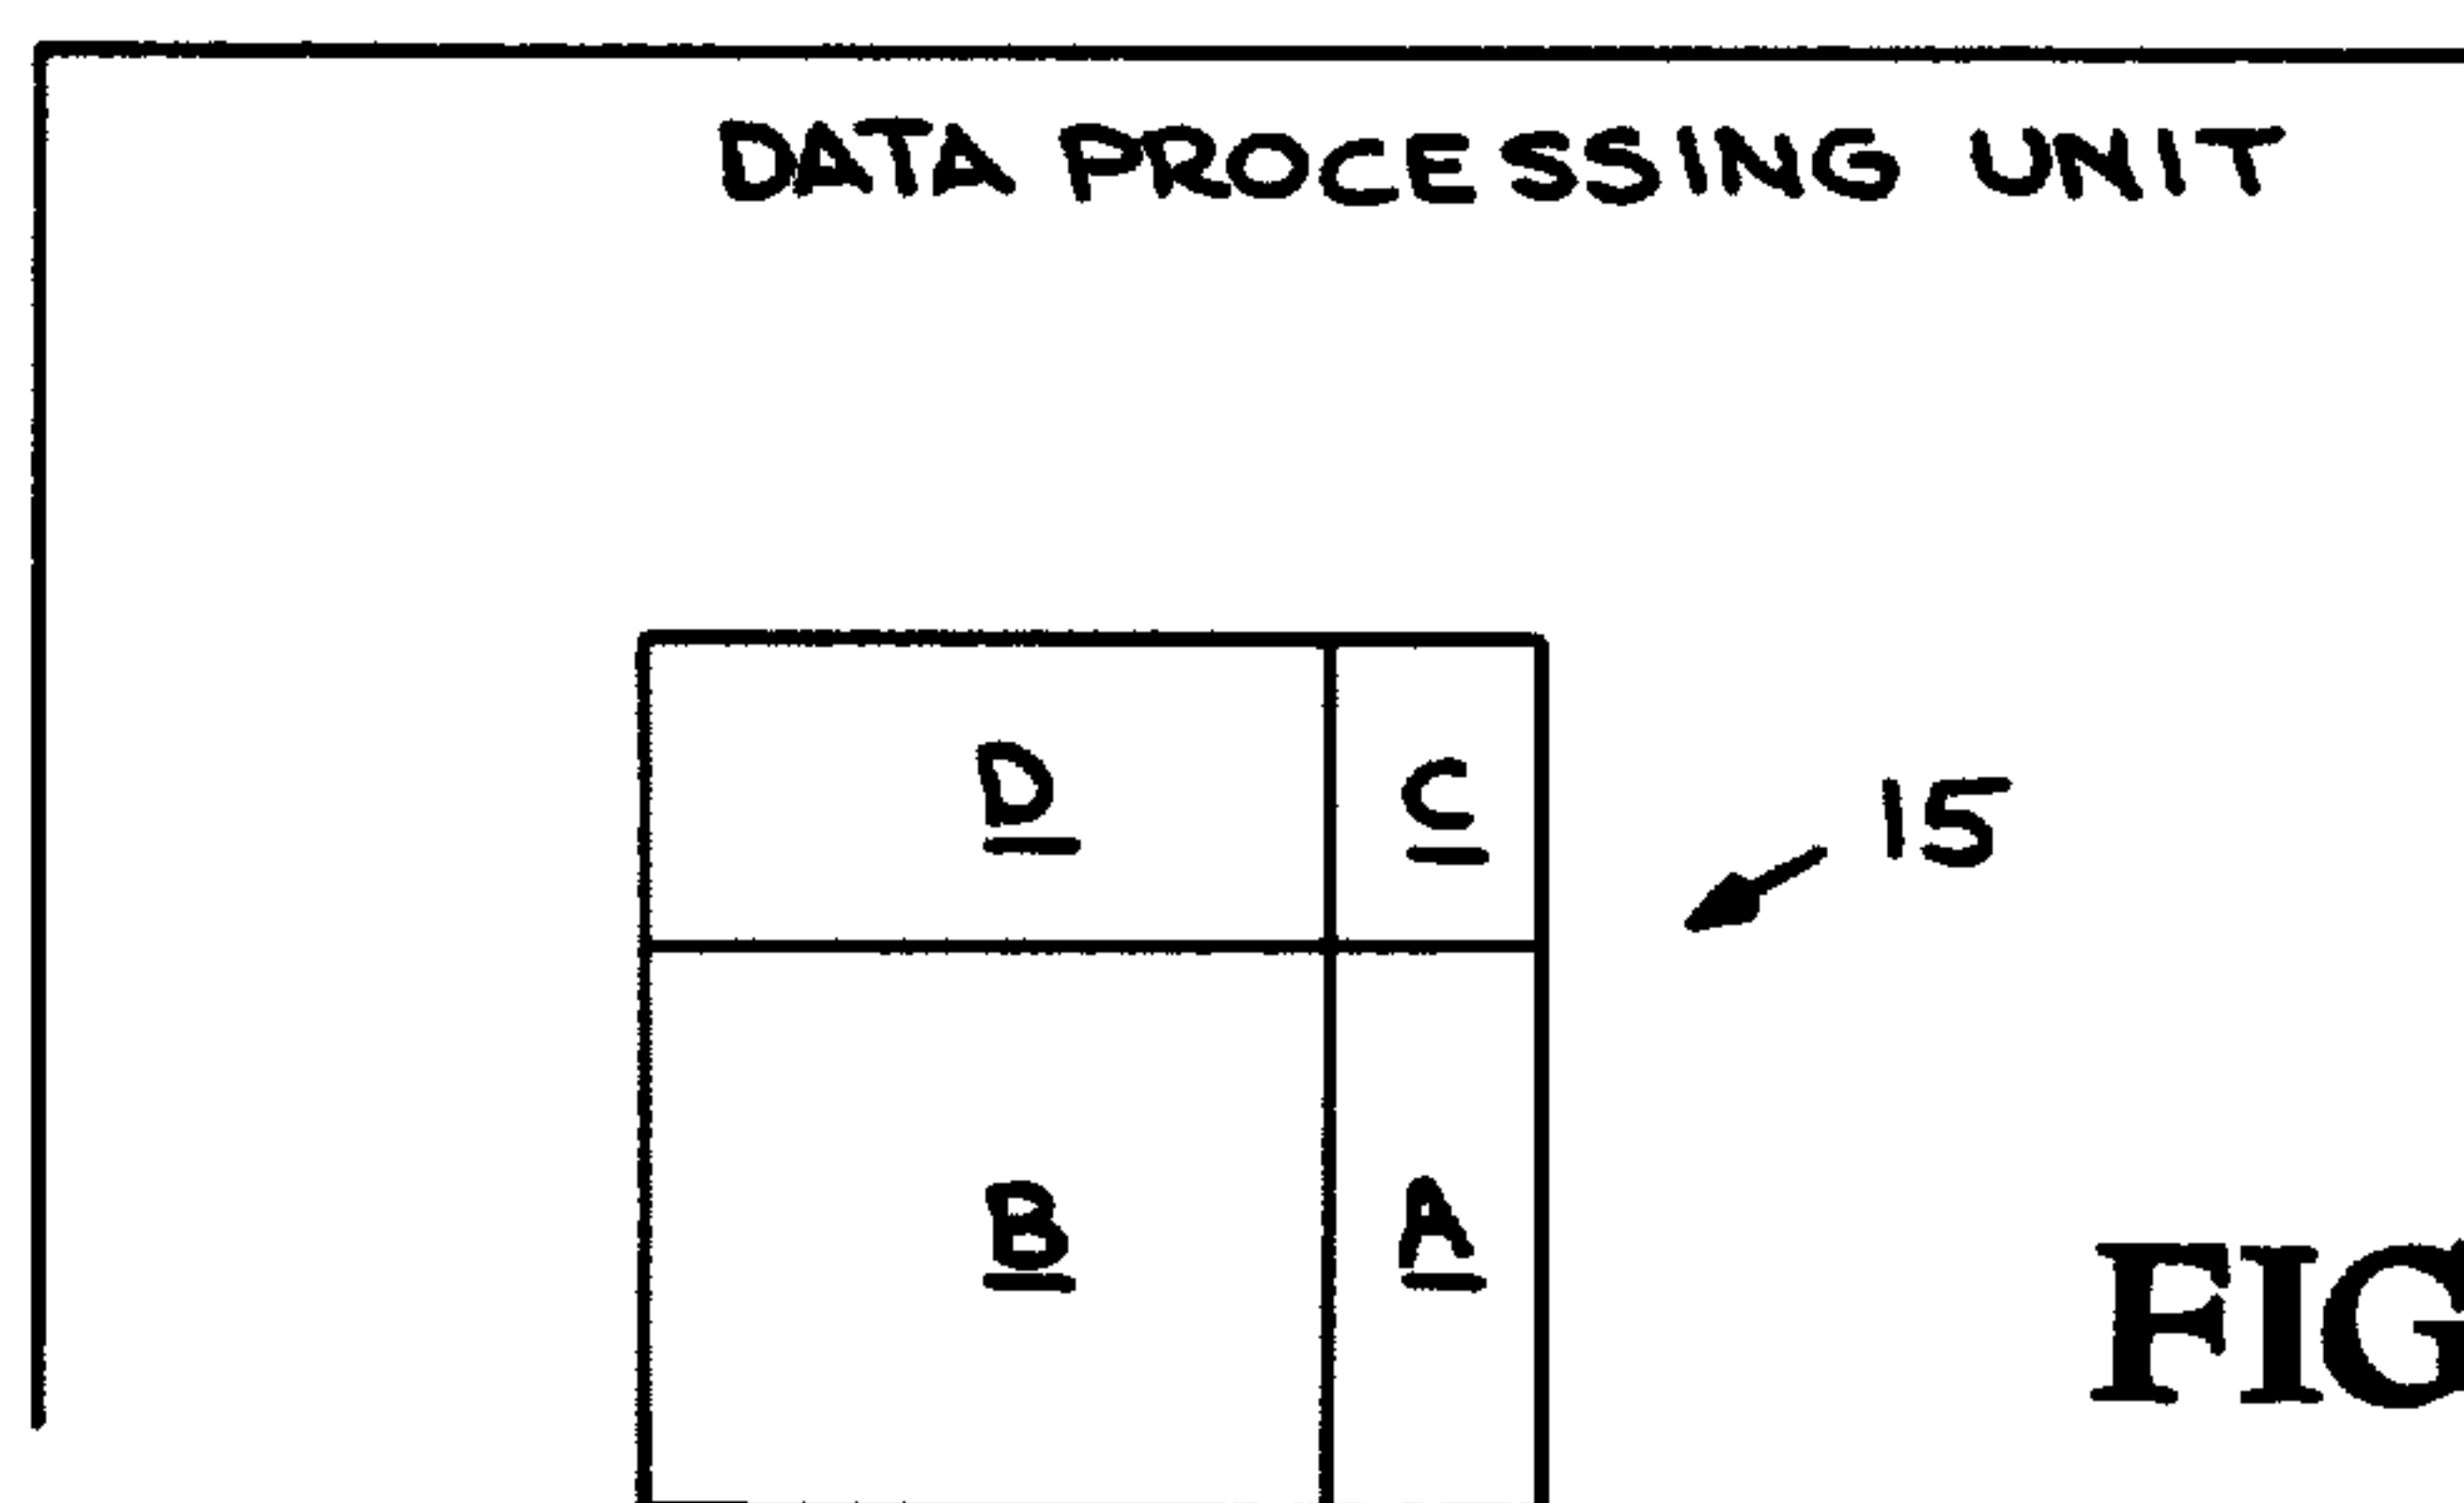 DATA PROCESSING UNIT
D C
15
B A
FIG